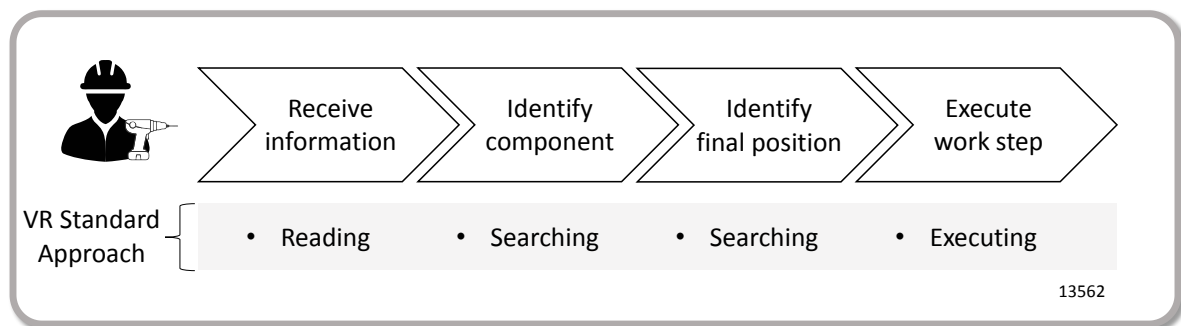 Receive
information
Identify
component
Identify
final position
Execute
work step
VR Standard
Approach
• Reading
• Searching
• Searching
• Executing
13562